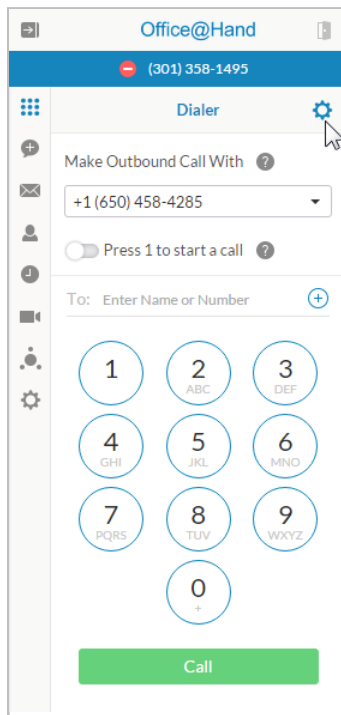 Office@Hand
(301) 358-1495
Dialer
Make Outbound Call With ?
+1 (650) 458-4285
Press 1 to start a call ?
To: Enter Name or Number
1 2 3
ABC DEF
4 5 6
GHI JKL MNO
7 8 9
PQRS TUV WXYZ
0
+
Call